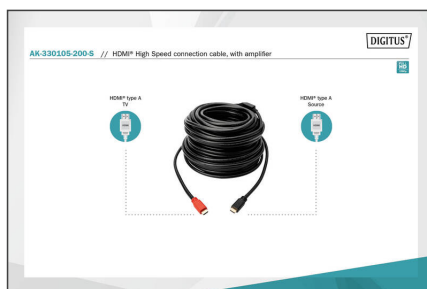 DIGITUS®
AK-330105-200-S // HDMI® High Speed connection cable, with amplifier
HDMI® type A
TV
HDMI® type A
Source